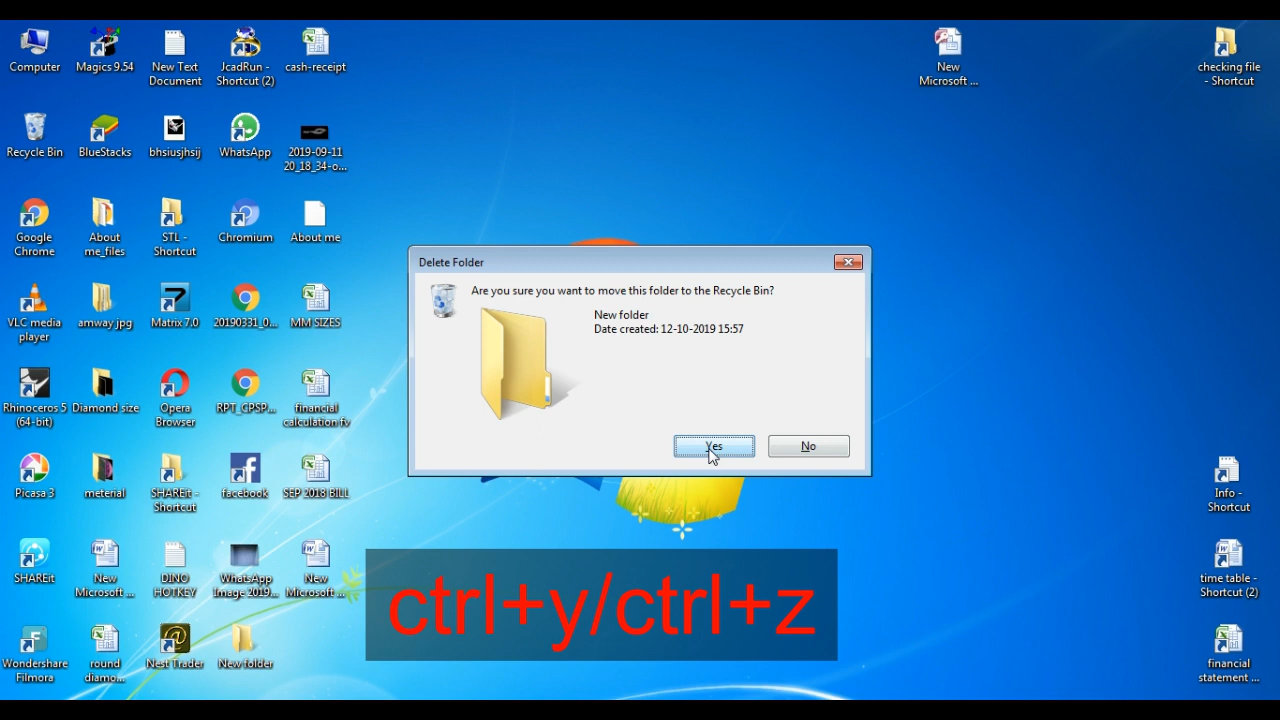 Computer
Magics 9.54
New Text
Document
JcadRun -
Shortcut (2)
cash-receipt
New
Microsoft ...
checking file
- Shortcut
Recycle Bin
BlueStacks
bhsiusjhsij
WhatsApp
2019-09-11
20_18_34-o...
Google
Chrome
About
me_files
STL -
Shortcut
Chromium
About me
Delete Folder
Are you sure you want to move this folder to the Recycle Bin?
New folder
Date created: 12-10-2019 15:57
Yes
No
VLC media
player
amway jpg
Matrix 7.0
20190331_0...
MM SIZES
Rhinoceros 5
(64-bit)
Diamond size
Opera
Browser
RPT_CPSP...
financial
calculation fv
Picasa 3
meterial
SHAREit -
Shortcut
facebook
SEP 2018 BILL
Info -
Shortcut
SHAREit
New
Microsoft ...
DINO
HOTKEY
WhatsApp
Image 2019...
New
Microsoft ...
time table -
Shortcut (2)
ctrl+y/ctrl+z
Wondershare
Filmora
round
diamo...
Nest Trader
New folder
financial
statement ...